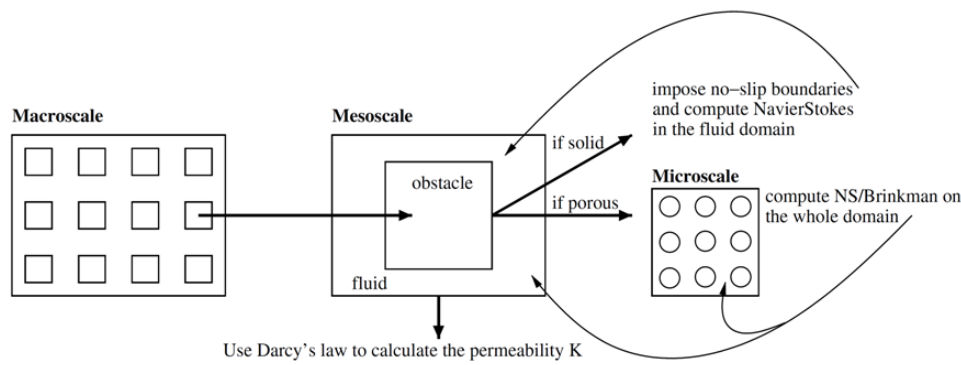 Macroscale
Mesoscale
obstacle
fluid
if solid
if porous
impose no−slip boundaries
and compute NavierStokes
in the fluid domain
Microscale
compute NS/Brinkman on
the whole domain
Use Darcy's law to calculate the permeability K